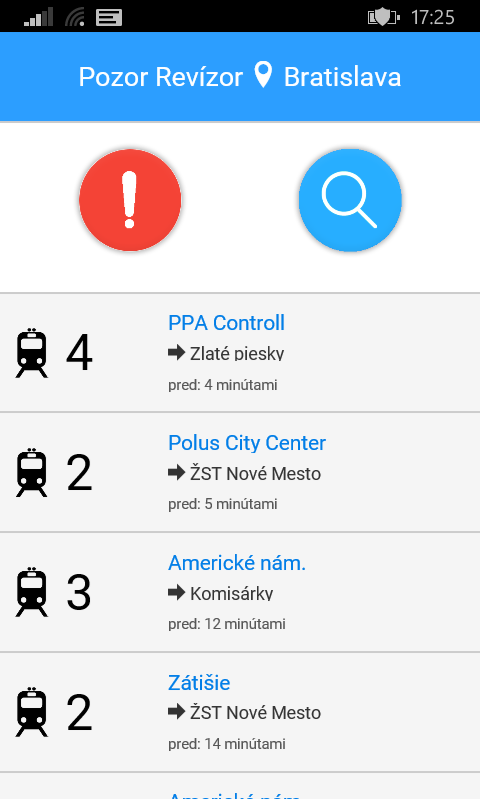 17:25
Pozor Revízor Bratislava
4
PPA Controll
Zlaté piesky
pred: 4 minútami
2
Polus City Center
ŽST Nové Mesto
pred: 5 minútami
3
Americké nám.
Komisárky
pred: 12 minútami
2
Zátišie
ŽST Nové Mesto
pred: 14 minútami
Americké nám.